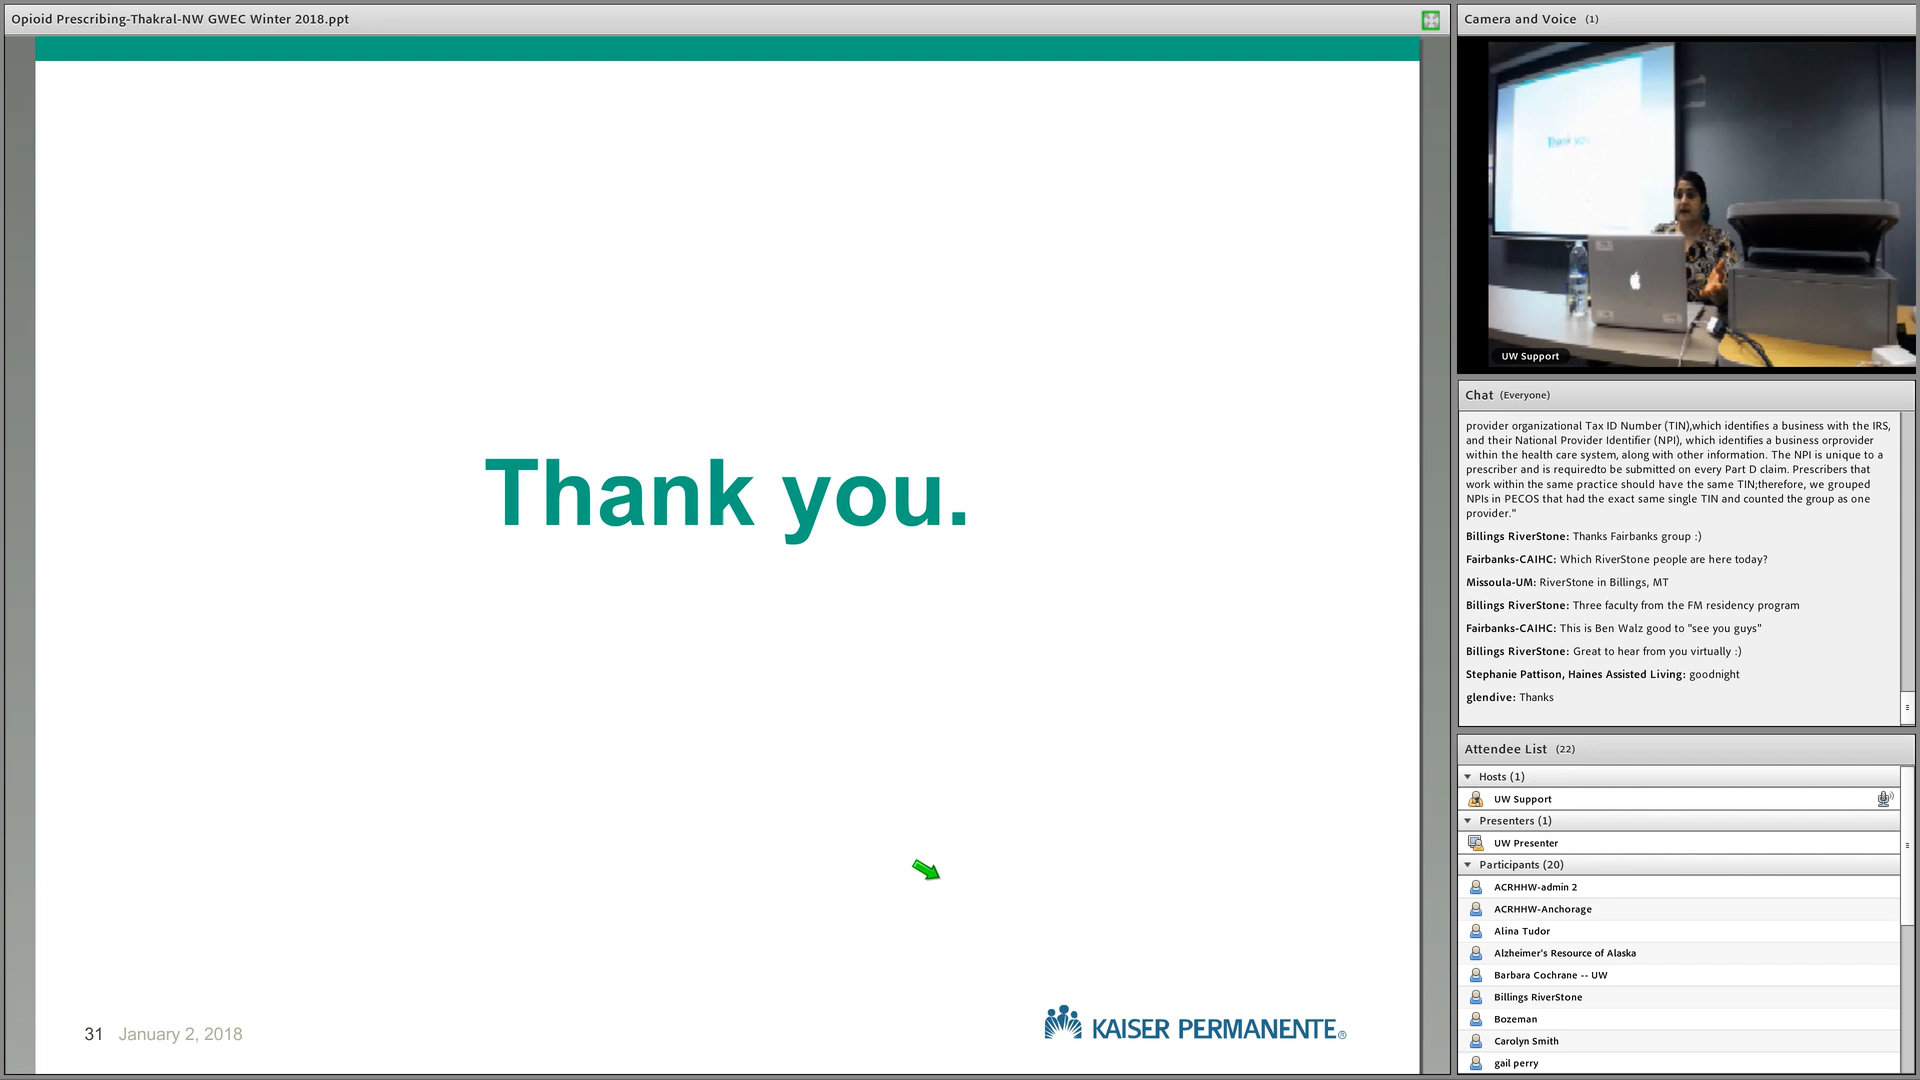 Opioid Prescribing-Thakral-NW GWEC Winter 2018.ppt
Thank you.
31 January 2, 2018
KAISER PERMANENTE®
Camera and Voice (1)
Thank you
UW Support
Chat (Everyone)
provider organizational Tax ID Number (TIN),which identifies a business with the IRS,
and their National Provider Identifier (NPI), which identifies a business orprovider
within the health care system, along with other information. The NPI is unique to a
prescriber and is requiredto be submitted on every Part D claim. Prescribers that
work within the same practice should have the same TIN;therefore, we grouped
NPIs in PECOS that had the exact same single TIN and counted the group as one
provider."
Billings RiverStone: Thanks Fairbanks group :)
Fairbanks-CAIHC: Which RiverStone people are here today?
Missoula-UM: RiverStone in Billings, MT
Billings RiverStone: Three faculty from the FM residency program
Fairbanks-CAIHC: This is Ben Walz good to "see you guys"
Billings RiverStone: Great to hear from you virtually :)
Stephanie Pattison, Haines Assisted Living: goodnight
glendive: Thanks
Attendee List (22)
Hosts (1)
UW Support
Presenters (1)
UW Presenter
Participants (20)
ACRHHW-admin 2
ACRHHW-Anchorage
Alina Tudor
Alzheimer's Resource of Alaska
Barbara Cochrane -- UW
Billings RiverStone
Bozeman
Carolyn Smith
gail perry